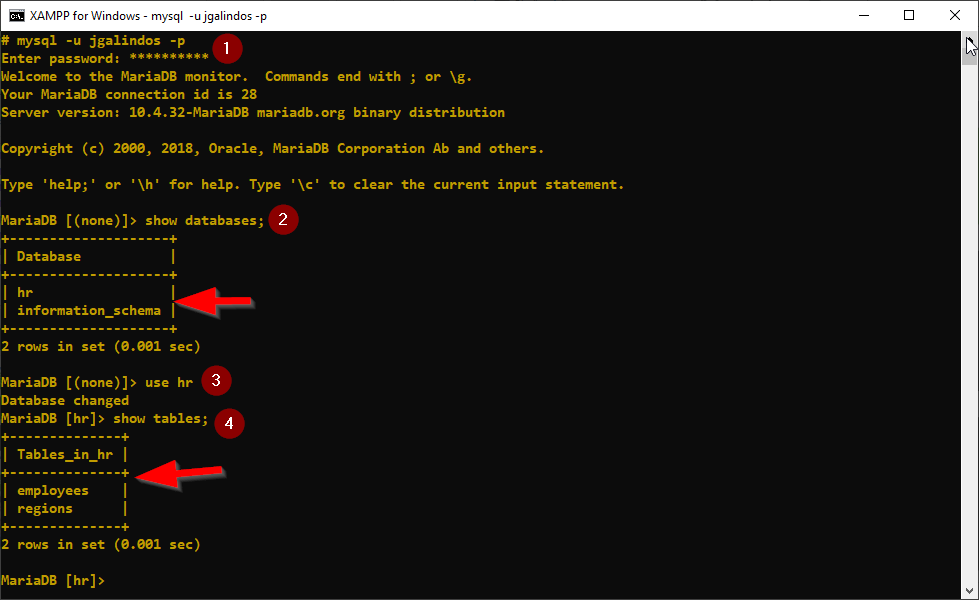 XAMPP for Windows - mysql -u jgalindos -p
# mysql -u jgalindos -p 1
Enter password: **********
Welcome to the MariaDB monitor.  Commands end with ; or \g.
Your MariaDB connection id is 28
Server version: 10.4.32-MariaDB mariadb.org binary distribution
Copyright (c) 2000, 2018, Oracle, MariaDB Corporation Ab and others.
Type 'help;' or '\h' for help. Type '\c' to clear the current input statement.
MariaDB [(none)]> show databases; 2
+--------------------+
| Database           |
+--------------------+
| hr                 |
| information_schema |
+--------------------+
2 rows in set (0.001 sec)
MariaDB [(none)]> use hr 3
Database changed
MariaDB [hr]> show tables; 4
+--------------+
| Tables_in_hr |
+--------------+
| employees    |
| regions      |
+--------------+
2 rows in set (0.001 sec)
MariaDB [hr]>